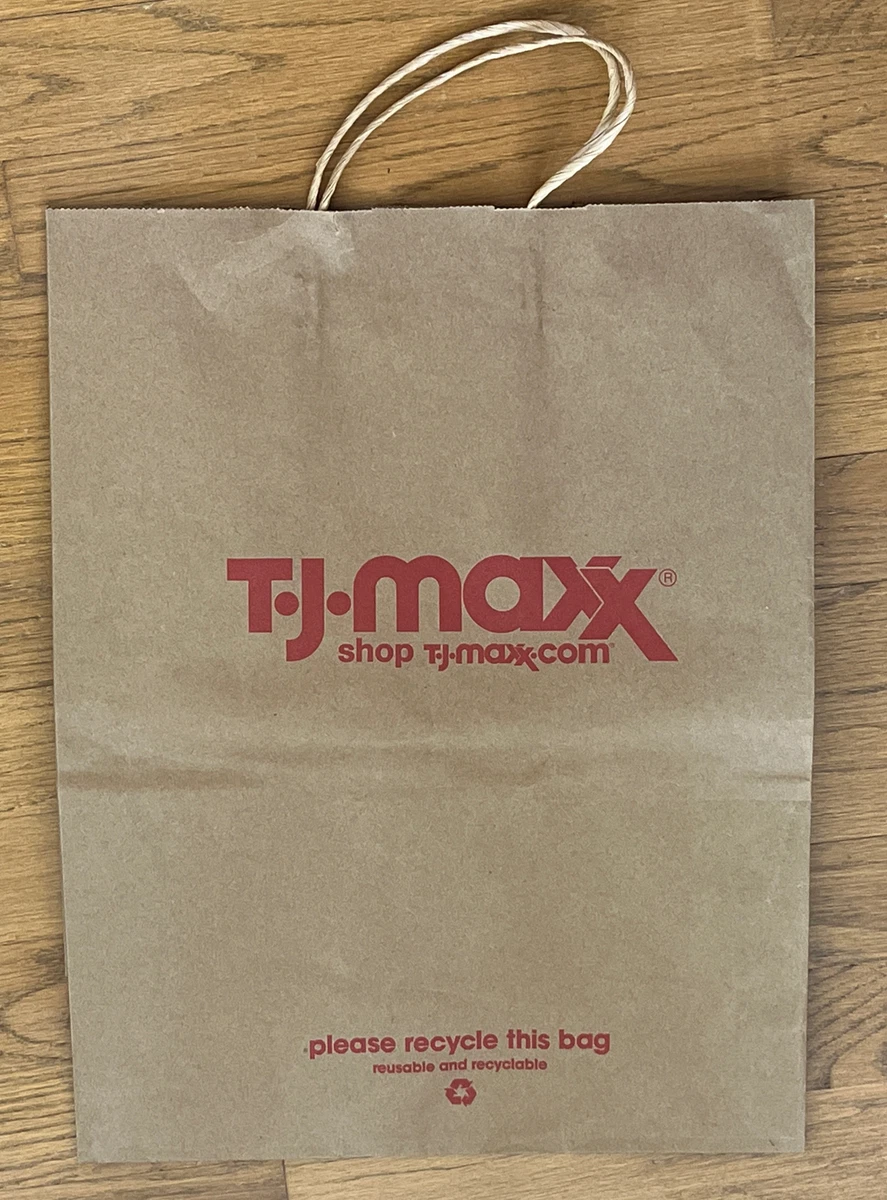 T·J·maxx®
shop T·J·maxx·com
please recycle this bag
reusable and recyclable